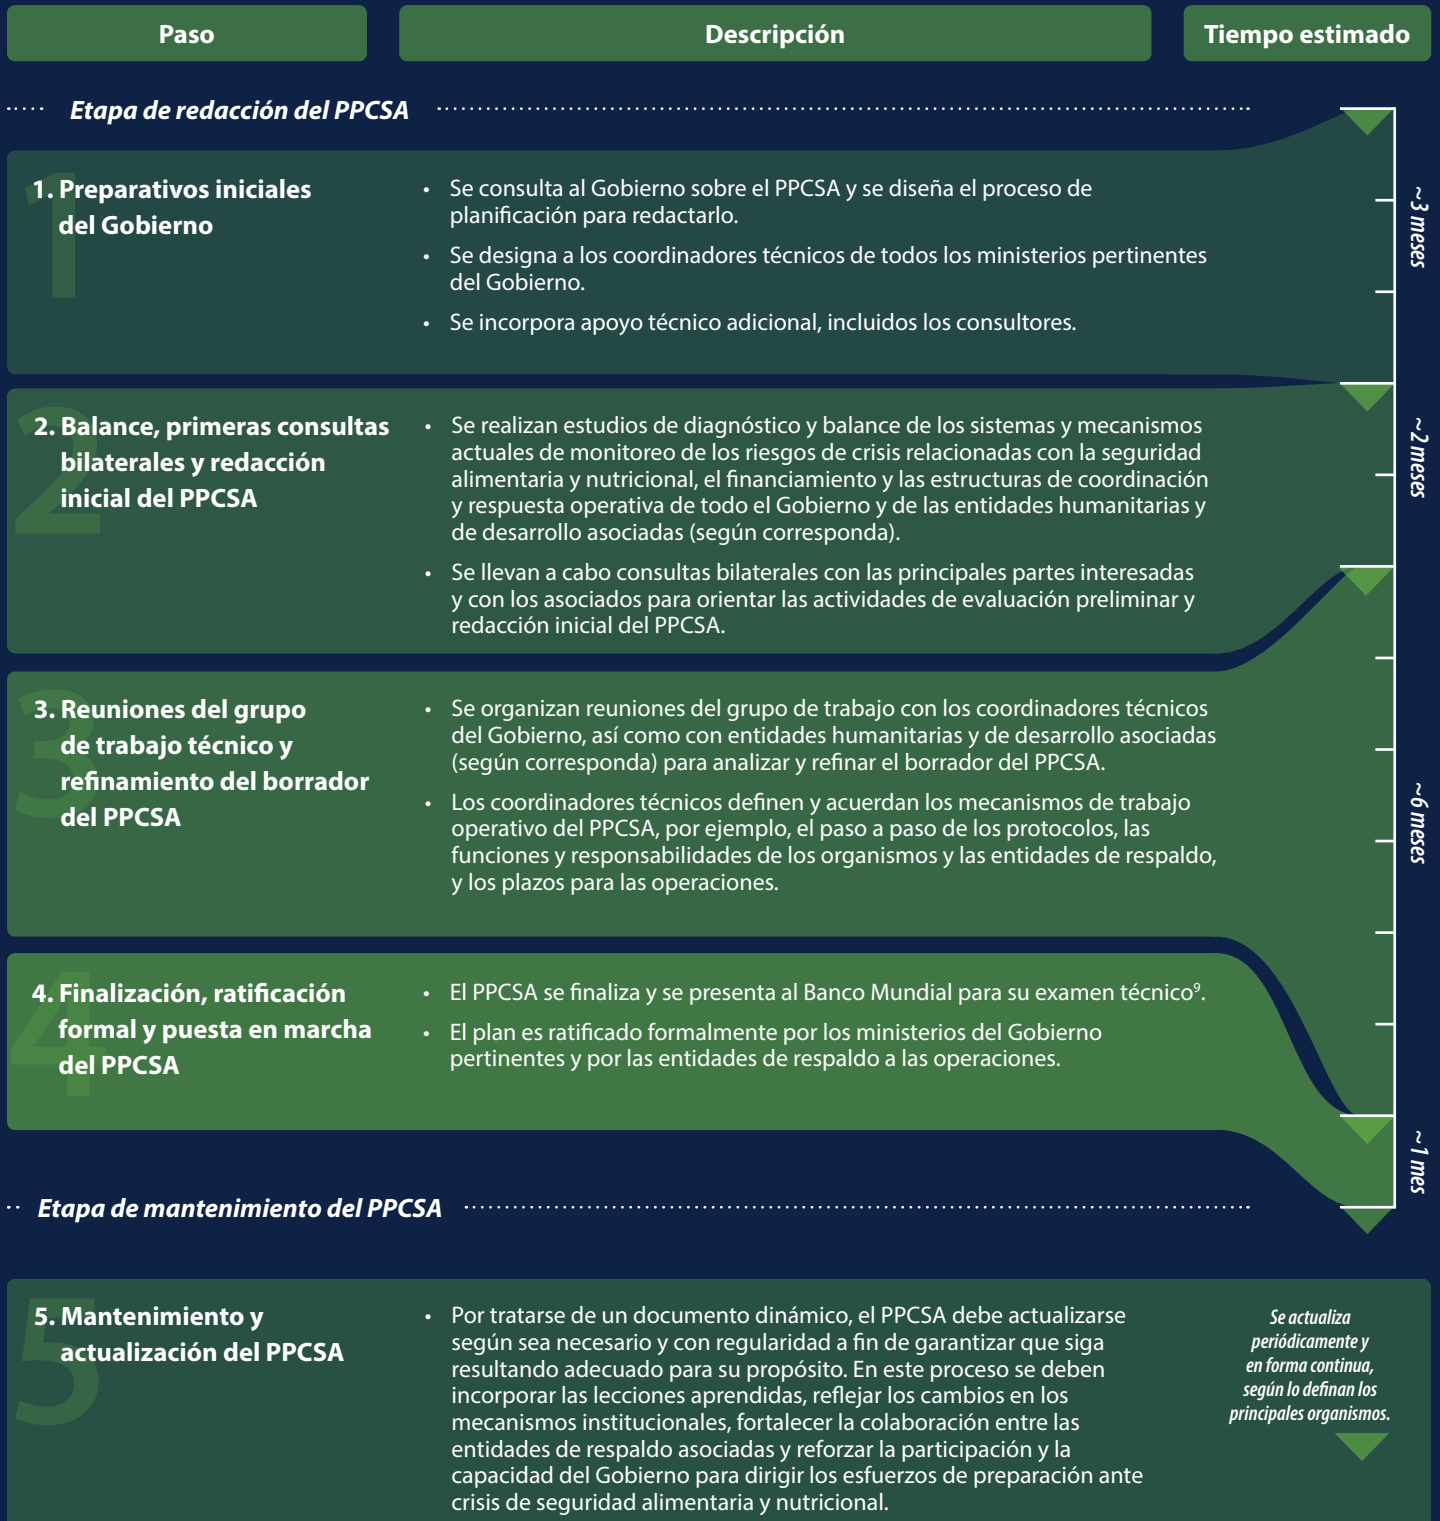 Paso
Descripción
Tiempo estimado
Etapa de redacción del PPCSA
1. Preparativos iniciales
del Gobierno
• Se consulta al Gobierno sobre el PPCSA y se diseña el proceso de
planificación para redactarlo.
• Se designa a los coordinadores técnicos de todos los ministerios pertinentes
del Gobierno.
• Se incorpora apoyo técnico adicional, incluidos los consultores.
~3 meses
2. Balance, primeras consultas
bilaterales y redacción
inicial del PPCSA
• Se realizan estudios de diagnóstico y balance de los sistemas y mecanismos
actuales de monitoreo de los riesgos de crisis relacionadas con la seguridad
alimentaria y nutricional, el financiamiento y las estructuras de coordinación
y respuesta operativa de todo el Gobierno y de las entidades humanitarias y
de desarrollo asociadas (según corresponda).
• Se llevan a cabo consultas bilaterales con las principales partes interesadas
y con los asociados para orientar las actividades de evaluación preliminar y
redacción inicial del PPCSA.
~2 meses
3. Reuniones del grupo
de trabajo técnico y
refinamiento del borrador
del PPCSA
• Se organizan reuniones del grupo de trabajo con los coordinadores técnicos
del Gobierno, así como con entidades humanitarias y de desarrollo asociadas
(según corresponda) para analizar y refinar el borrador del PPCSA.
• Los coordinadores técnicos definen y acuerdan los mecanismos de trabajo
operativo del PPCSA, por ejemplo, el paso a paso de los protocolos, las
funciones y responsabilidades de los organismos y las entidades de respaldo,
y los plazos para las operaciones.
~6 meses
4. Finalización, ratificación
formal y puesta en marcha
del PPCSA
• El PPCSA se finaliza y se presenta al Banco Mundial para su examen técnico⁹.
• El plan es ratificado formalmente por los ministerios del Gobierno
pertinentes y por las entidades de respaldo a las operaciones.
~1 mes
Etapa de mantenimiento del PPCSA
5. Mantenimiento y
actualización del PPCSA
• Por tratarse de un documento dinámico, el PPCSA debe actualizarse
según sea necesario y con regularidad a fin de garantizar que siga
resultando adecuado para su propósito. En este proceso se deben
incorporar las lecciones aprendidas, reflejar los cambios en los
mecanismos institucionales, fortalecer la colaboración entre las
entidades de respaldo asociadas y reforzar la participación y la
capacidad del Gobierno para dirigir los esfuerzos de preparación ante
crisis de seguridad alimentaria y nutricional.
Se actualiza
periódicamente y
en forma continua,
según lo definan los
principales organismos.